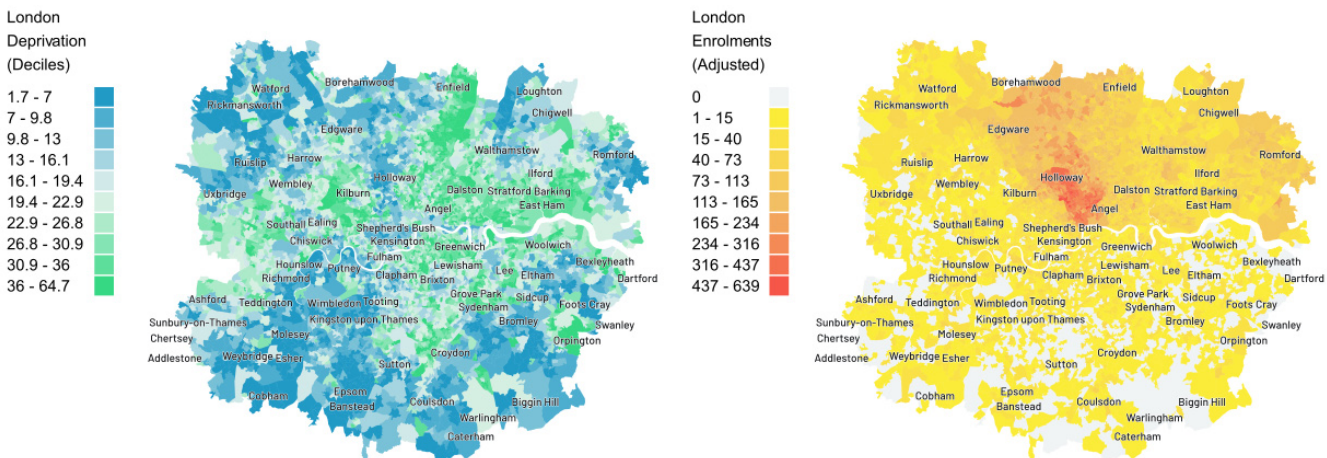 London
Deprivation
(Deciles)
1.7 - 7
7 - 9.8
9.8 - 13
13 - 16.1
16.1 - 19.4
19.4 - 22.9
22.9 - 26.8
26.8 - 30.9
30.9 - 36
36 - 64.7
Borehamwood
Watford
Enfield
Loughton
Rickmansworth
Chigwell
Edgware
Walthamstow
Romford
Ruislip
Harrow
Ilford
Wembley
Holloway
Uxbridge
Kilburn
Dalston
Stratford Barking
East Ham
Angel
Southall Ealing
Shepherd's Bush
Chiswick
Kensington
Greenwich
Woolwich
Fulham
Bexleyheath
Hounslow
Putney
Lewisham
Richmond
Clapham
Lee
Eltham
Dartford
Brixton
Ashford
Teddington
Grove Park
Sidcup
Wimbledon
Tooting
Foots Cray
Sydenham
Sunbury-on-Thames
Kingston upon Thames
Bromley
Swanley
Chertsey
Molesey
Orpington
Addlestone
Weybridge
Esher
Croydon
Sutton
Cobham
Epsom
Banstead
Coulsdon
Biggin Hill
Warlingham
Caterham
London
Enrolments
(Adjusted)
0
1 - 15
15 - 40
40 - 73
73 - 113
113 - 165
165 - 234
234 - 316
316 - 437
437 - 639
Borehamwood
Watford
Enfield
Loughton
Rickmansworth
Chigwell
Edgware
Walthamstow
Romford
Ruislip
Harrow
Ilford
Wembley
Holloway
Uxbridge
Kilburn
Dalston
Stratford Barking
East Ham
Angel
Southall Ealing
Shepherd's Bush
Chiswick
Kensington
Greenwich
Woolwich
Fulham
Bexleyheath
Hounslow
Putney
Lewisham
Richmond
Clapham
Lee
Eltham
Dartford
Brixton
Ashford
Teddington
Grove Park
Sidcup
Wimbledon
Tooting
Foots Cray
Sydenham
Sunbury-on-Thames
Kingston upon Thames
Bromley
Swanley
Chertsey
Molesey
Orpington
Addlestone
Weybridge
Esher
Croydon
Sutton
Cobham
Epsom
Banstead
Coulsdon
Biggin Hill
Warlingham
Caterham